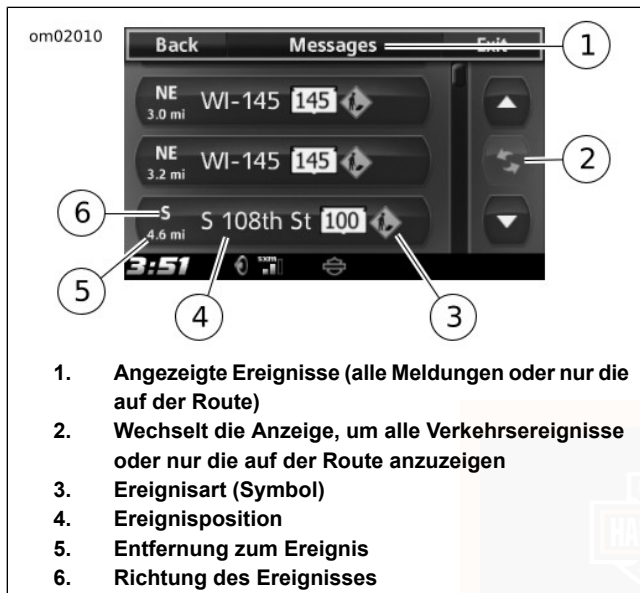 om02010
Back Messages Exit
1
NE WI-145 145
3.0 mi
NE WI-145 145
3.2 mi
2
6
S S 108th St 100
4.6 mi
3:51 SXM
5
4
3
1. Angezeigte Ereignisse (alle Meldungen oder nur die
auf der Route)
2. Wechselt die Anzeige, um alle Verkehrsereignisse
oder nur die auf der Route anzuzeigen
3. Ereignisart (Symbol)
4. Ereignisposition
5. Entfernung zum Ereignis
6. Richtung des Ereignisses